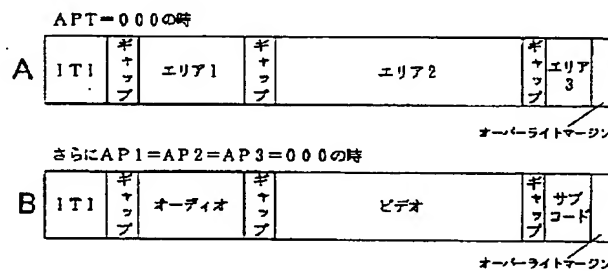 APT=000の時
A
ITI
ギャップ
エリア1
ギャップ
エリア2
ギャップ
エリア3
オーバーライトマージン
さらにAP1=AP2=AP3=000の時
B
ITI
ギャップ
オーディオ
ギャップ
ビデオ
ギャップ
サブコード
オーバーライトマージン